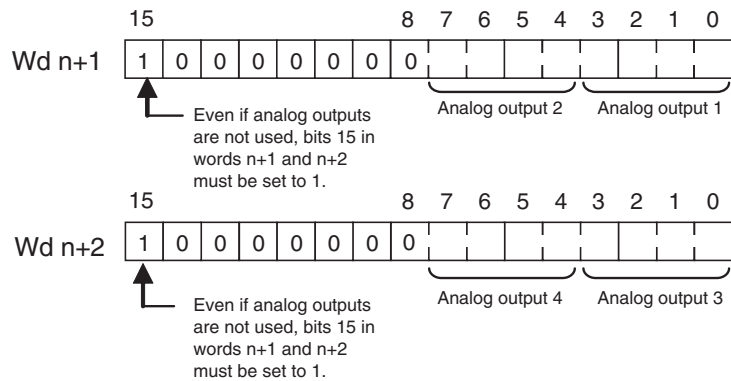 15 8 7 6 5 4 3 2 1 0
Wd n+1 1 0 0 0 0 0 0 0
Analog output 2 Analog output 1
Even if analog outputs
are not used, bits 15 in
words n+1 and n+2
must be set to 1.
15 8 7 6 5 4 3 2 1 0
Wd n+2 1 0 0 0 0 0 0 0
Analog output 4 Analog output 3
Even if analog outputs
are not used, bits 15 in
words n+1 and n+2
must be set to 1.